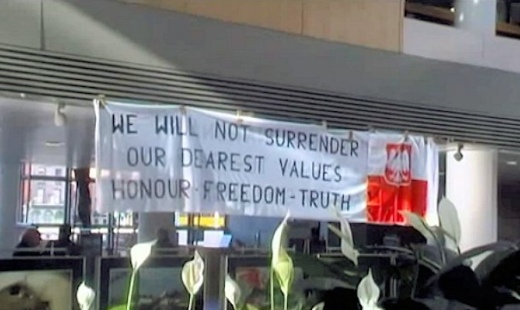 WE WILL NOT SURRENDER
OUR DEAREST VALUES
HONOUR-FREEDOM-TRUTH